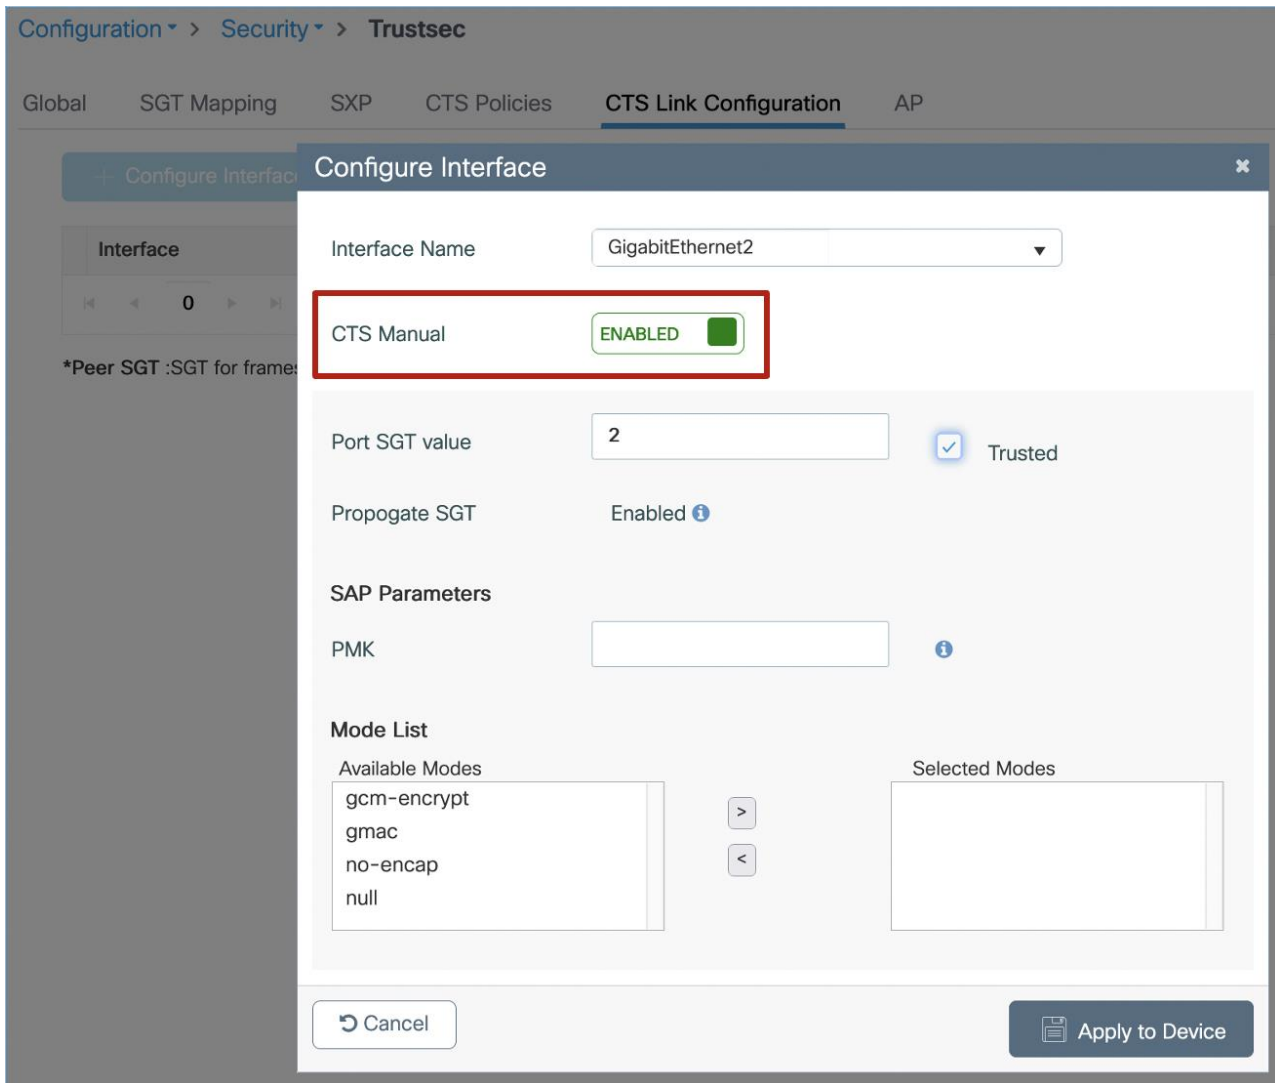 Configuration > Security > Trustsec
Global SGT Mapping SXP CTS Policies CTS Link Configuration AP
+ Configure Interfac
Configure Interface
Interface Name GigabitEthernet2
Interface
0
CTS Manual ENABLED
*Peer SGT :SGT for frames
Port SGT value 2 Trusted
Propogate SGT Enabled
SAP Parameters
PMK
Mode List
Available Modes Selected Modes
gcm-encrypt
>
gmac
<
no-encap
null
Cancel Apply to Device